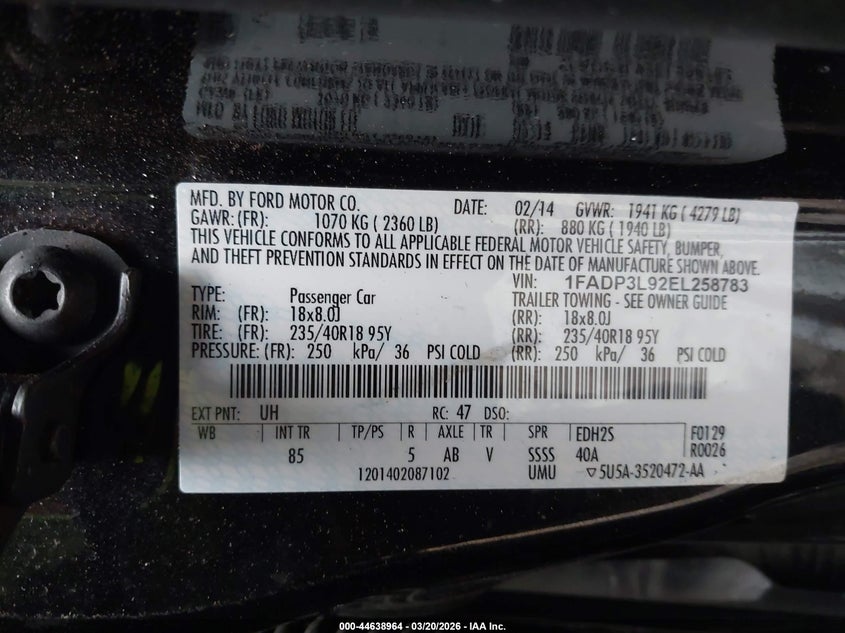 MFD. BY FORD MOTOR CO. DATE: 02/14 GVWR: 1941 KG ( 4279 LB)
GAWR: (FR): 1070 KG ( 2360 LB) (RR): 880 KG ( 1940 LB)
THIS VEHICLE CONFORMS TO ALL APPLICABLE FEDERAL MOTOR VEHICLE SAFETY, BUMPER,
AND THEFT PREVENTION STANDARDS IN EFFECT ON THE DATE OF MANUFACTURE SHOWN ABOVE.
VIN: 1FADP3L92EL258783
TYPE: Passenger Car TRAILER TOWING - SEE OWNER GUIDE
RIM: (FR): 18x8.0J (RR): 18x8.0J
TIRE: (FR): 235/40R18 95Y (RR): 235/40R18 95Y
PRESSURE: (FR): 250 kPa/ 36 PSI COLD (RR): 250 kPa/ 36 PSI COLD
EXT PNT: UH RC: 47 DSO:
WB INT TR TP/PS R AXLE TR SPR EDH2S F0129
85 5 AB V SSSS 40A R0026
1201402087102 UMU ▽5U5A-3520472-AA
000-44638964 - 03/20/2026 - IAA Inc.